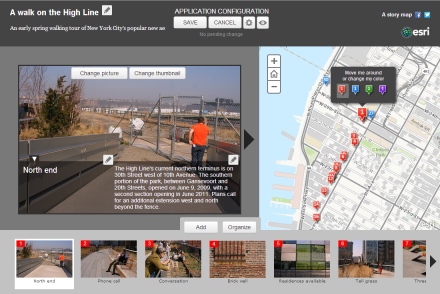 A walk on the High Line
An early spring walking tour of New York City's popular new ae
APPLICATION CONFIGURATION
SAVE
CANCEL
No pending change
A story map
esri
Change picture
Change thumbnail
North end
The High Line's current northern terminus is on
30th Street west of 10th Avenue. The southern
portion of the park, between Gansevoort and
20th Streets, opened on June 9, 2009, with a
second section opening in June 2011. Plans call
for an additional extension west and north
beyond the fence.
Move me around
or change my color
Add
Organize
1
North end
2
Phone call
3
Conversation
4
Brick wall
5
Residences available
6
Tall grass
7
Three